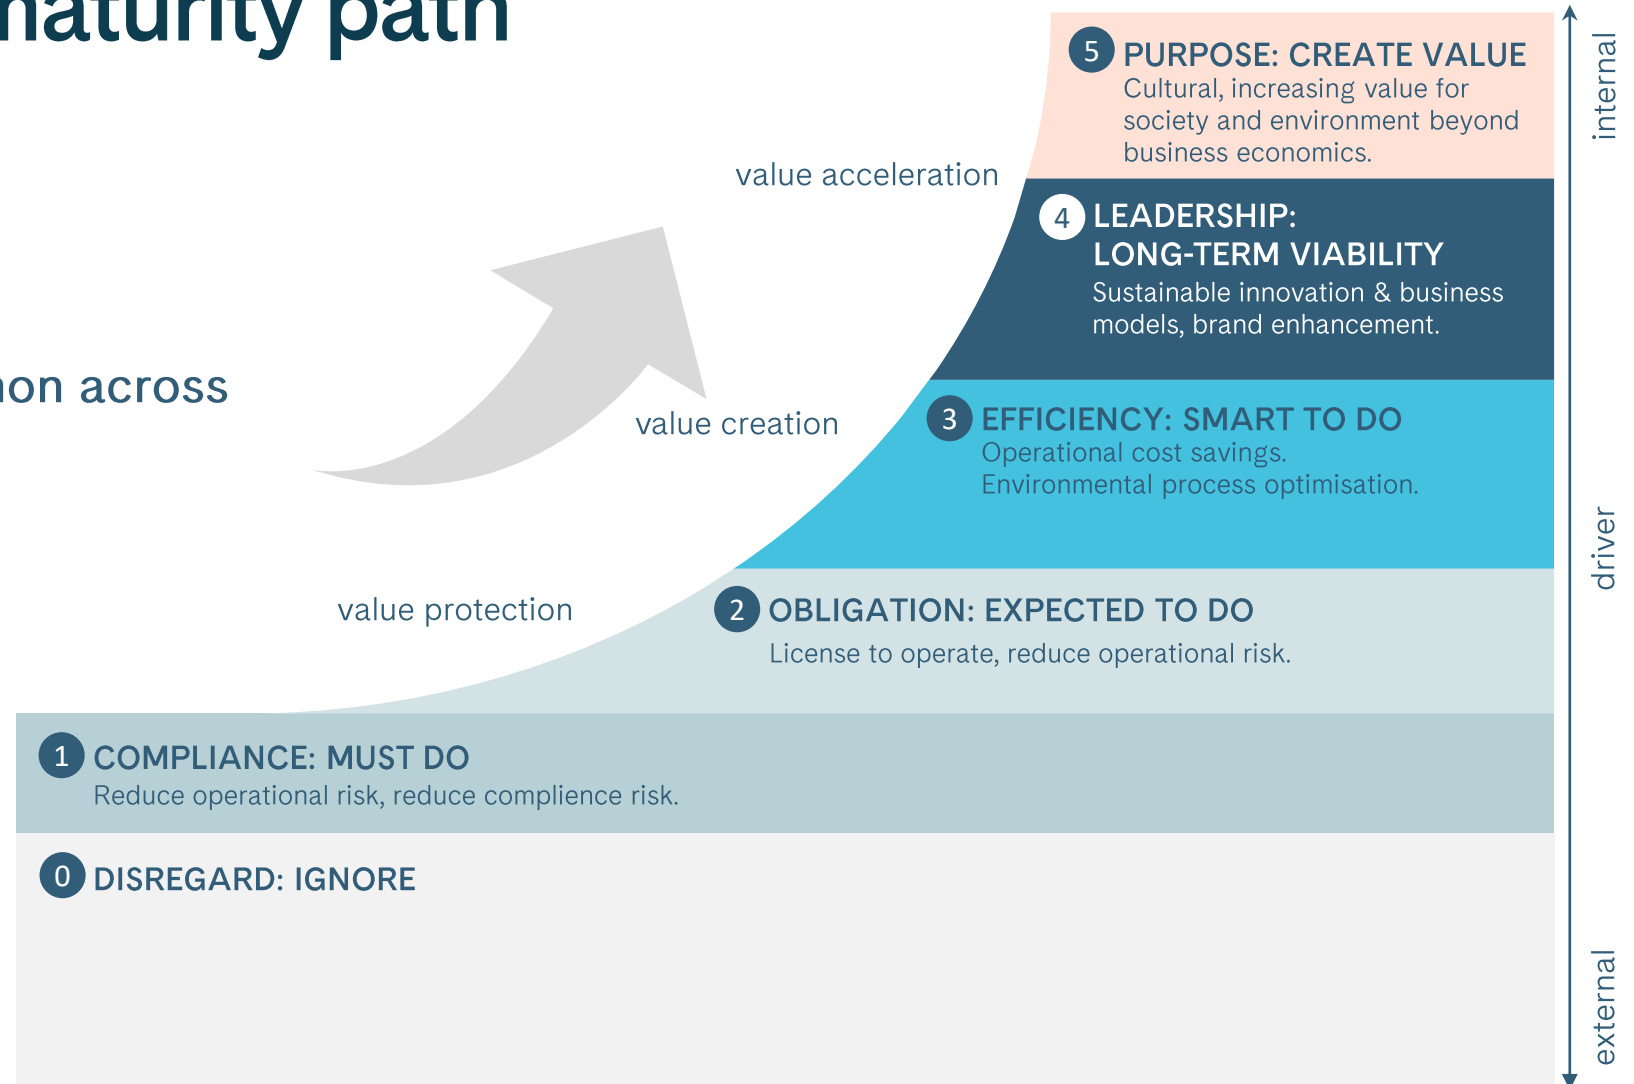 maturity path
non across
value acceleration
value creation
value protection
5 PURPOSE: CREATE VALUE
Cultural, increasing value for
society and environment beyond
business economics.
4 LEADERSHIP:
LONG-TERM VIABILITY
Sustainable innovation & business
models, brand enhancement.
3 EFFICIENCY: SMART TO DO
Operational cost savings.
Environmental process optimisation.
2 OBLIGATION: EXPECTED TO DO
License to operate, reduce operational risk.
1 COMPLIANCE: MUST DO
Reduce operational risk, reduce complience risk.
0 DISREGARD: IGNORE
internal
driver
external